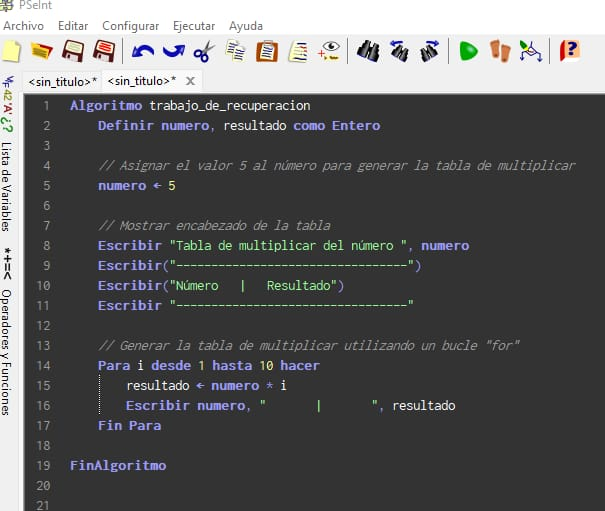 PSeInt
Archivo Editar Configurar Ejecutar Ayuda
<sin_titulo>* <sin_titulo>* X
VF 42 'A' ¿? Lista de Variables
*+=< Operadores y Funciones
1 Algoritmo trabajo_de_recuperacion
2 Definir numero, resultado como Entero
3
4 // Asignar el valor 5 al número para generar la tabla de multiplicar
5 numero ← 5
6
7 // Mostrar encabezado de la tabla
8 Escribir "Tabla de multiplicar del número ", numero
9 Escribir("---------------------------------")
10 Escribir("Número   |   Resultado")
11 Escribir "---------------------------------"
12
13 // Generar la tabla de multiplicar utilizando un bucle "for"
14 Para i desde 1 hasta 10 hacer
15 resultado ← numero * i
16 Escribir numero, "       |       ", resultado
17 Fin Para
18
19 FinAlgoritmo
20
21